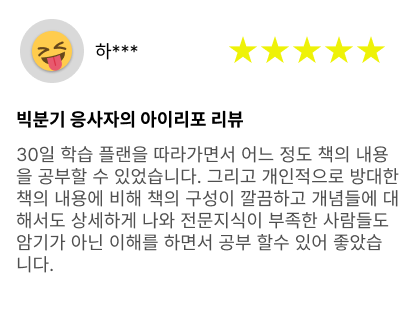 하***
★★★★★
빅분기 응사자의 아이리포 리뷰
30일 학습 플랜을 따라가면서 어느 정도 책의 내용
을 공부할 수 있었습니다. 그리고 개인적으로 방대한
책의 내용에 비해 책의 구성이 깔끔하고 개념들에 대
해서도 상세하게 나와 전문지식이 부족한 사람들도
암기가 아닌 이해를 하면서 공부 할수 있어 좋았습
니다.